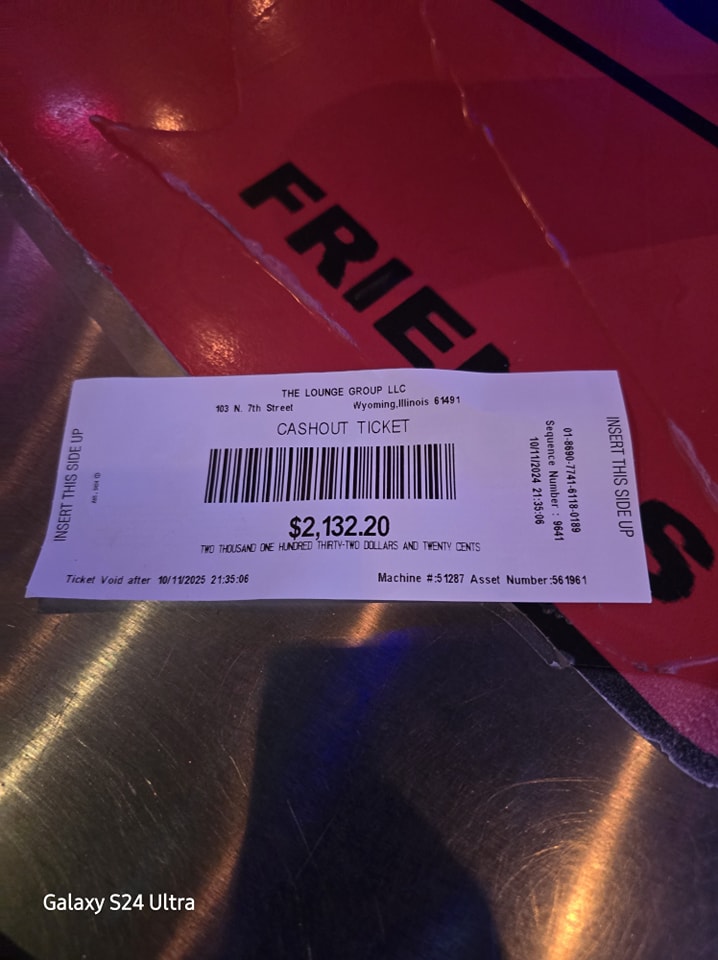 FRIE
S
THE LOUNGE GROUP LLC
103 N. 7th Street Wyoming,Illinois 61491
CASHOUT TICKET
INSERT THIS SIDE UP
$2,132.20
TWO THOUSAND ONE HUNDRED THIRTY-TWO DOLLARS AND TWENTY CENTS
Ticket Void after 10/11/2025 21:35:06 Machine #:51287 Asset Number:561961
01-8690-7741-6118-0189
Sequence Number : 9641
10/11/2024 21:35:06
INSERT THIS SIDE UP
Galaxy S24 Ultra